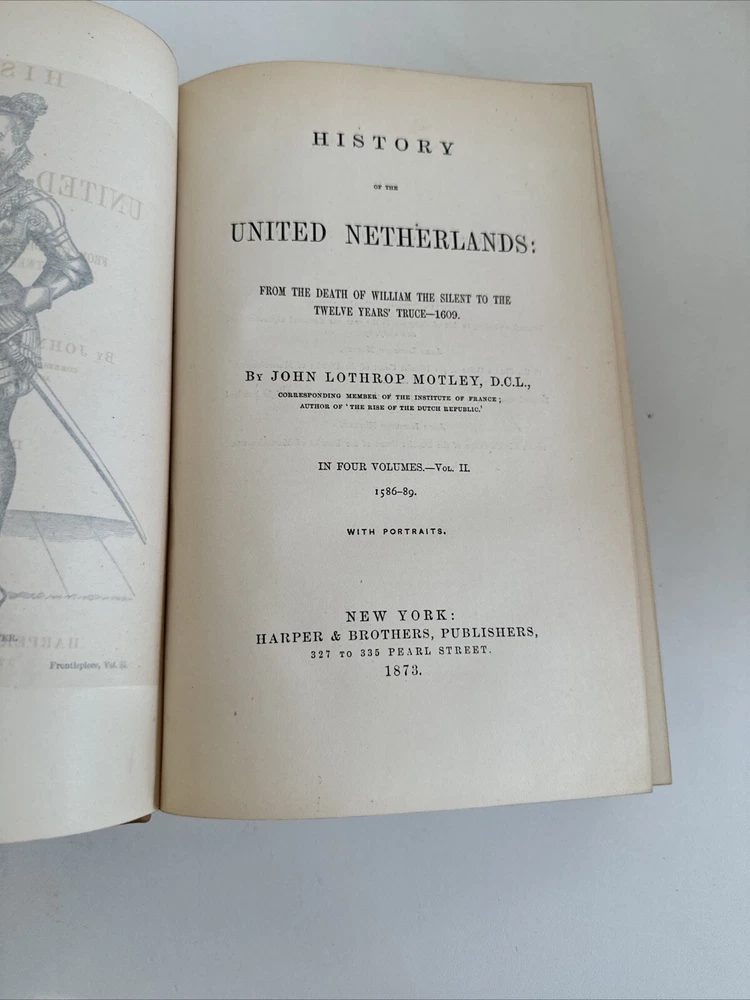 HISTORY
OF THE
UNITED NETHERLANDS:
FROM THE DEATH OF WILLIAM THE SILENT TO THE
TWELVE YEARS' TRUCE—1609.
BY JOHN LOTHROP MOTLEY, D.C.L.,
CORRESPONDING MEMBER OF THE INSTITUTE OF FRANCE;
AUTHOR OF 'THE RISE OF THE DUTCH REPUBLIC.'
IN FOUR VOLUMES.—VOL. II.
1586–89.
WITH PORTRAITS.
NEW YORK:
HARPER & BROTHERS, PUBLISHERS,
327 TO 335 PEARL STREET.
1873.
Frontispiece, Vol. II.